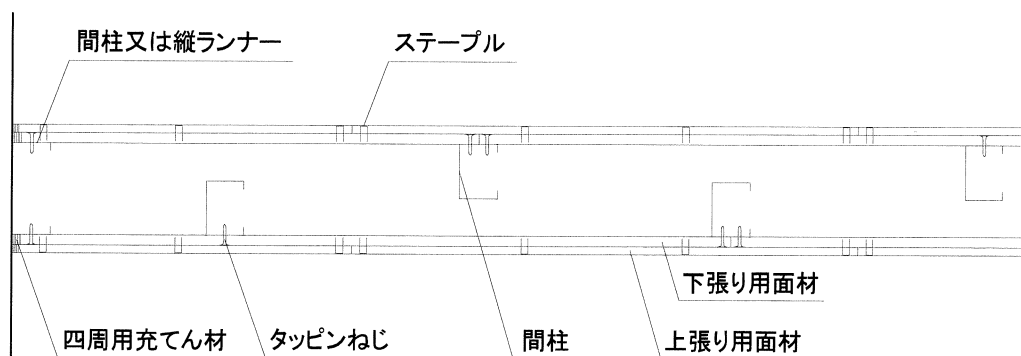 間柱又は縦ランナー
ステープル
下張り用面材
四周用充てん材
タッピンねじ
間柱
上張り用面材